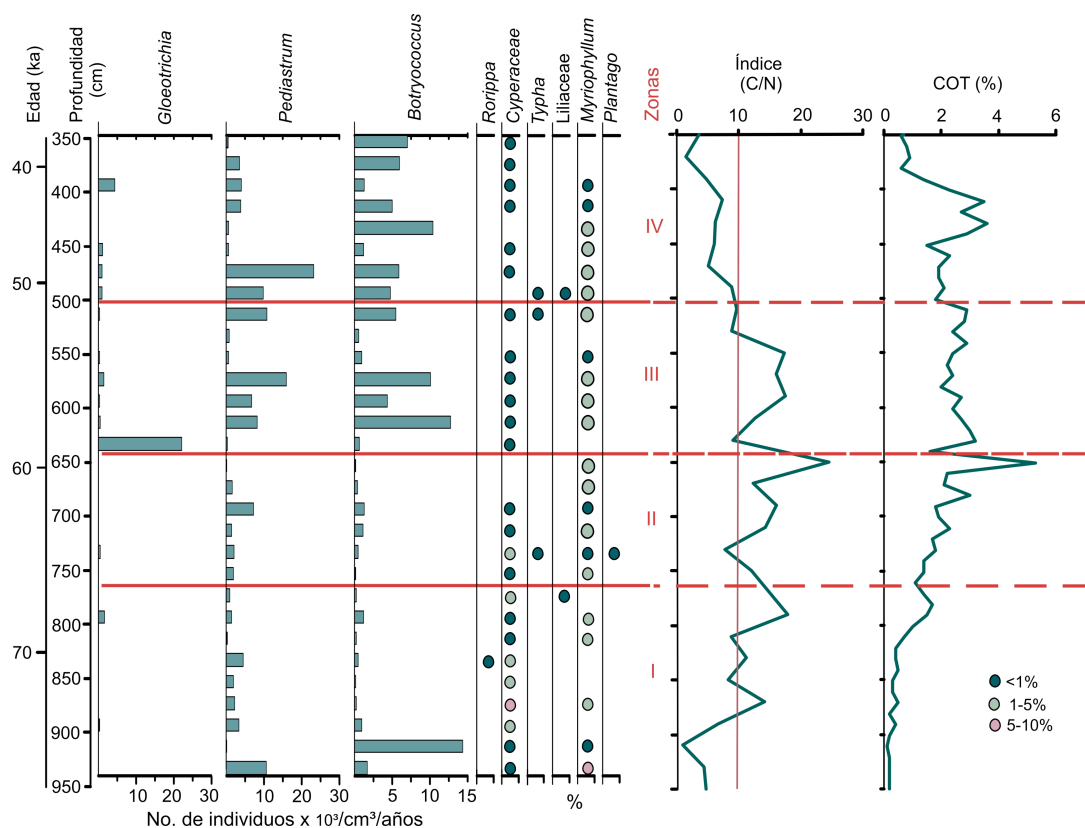 Edad (ka)
Profundidad (cm)
Gloeotrichia
Pediastrum
Botryococcus
Rorippa
Cyperaceae
Typha
Liliaceae
Myriophyllum
Plantago
Zonas
Índice
(C/N)
COT (%)
0 10 20 30
0 2 4 6
350
40
400
450
50
500
550
600
60
650
700
750
800
70
850
900
950
IV
III
II
I
<1%
1-5%
5-10%
0 10 20 30
10 20 30
5 10 15
%
No. de individuos x 10³/cm³/años